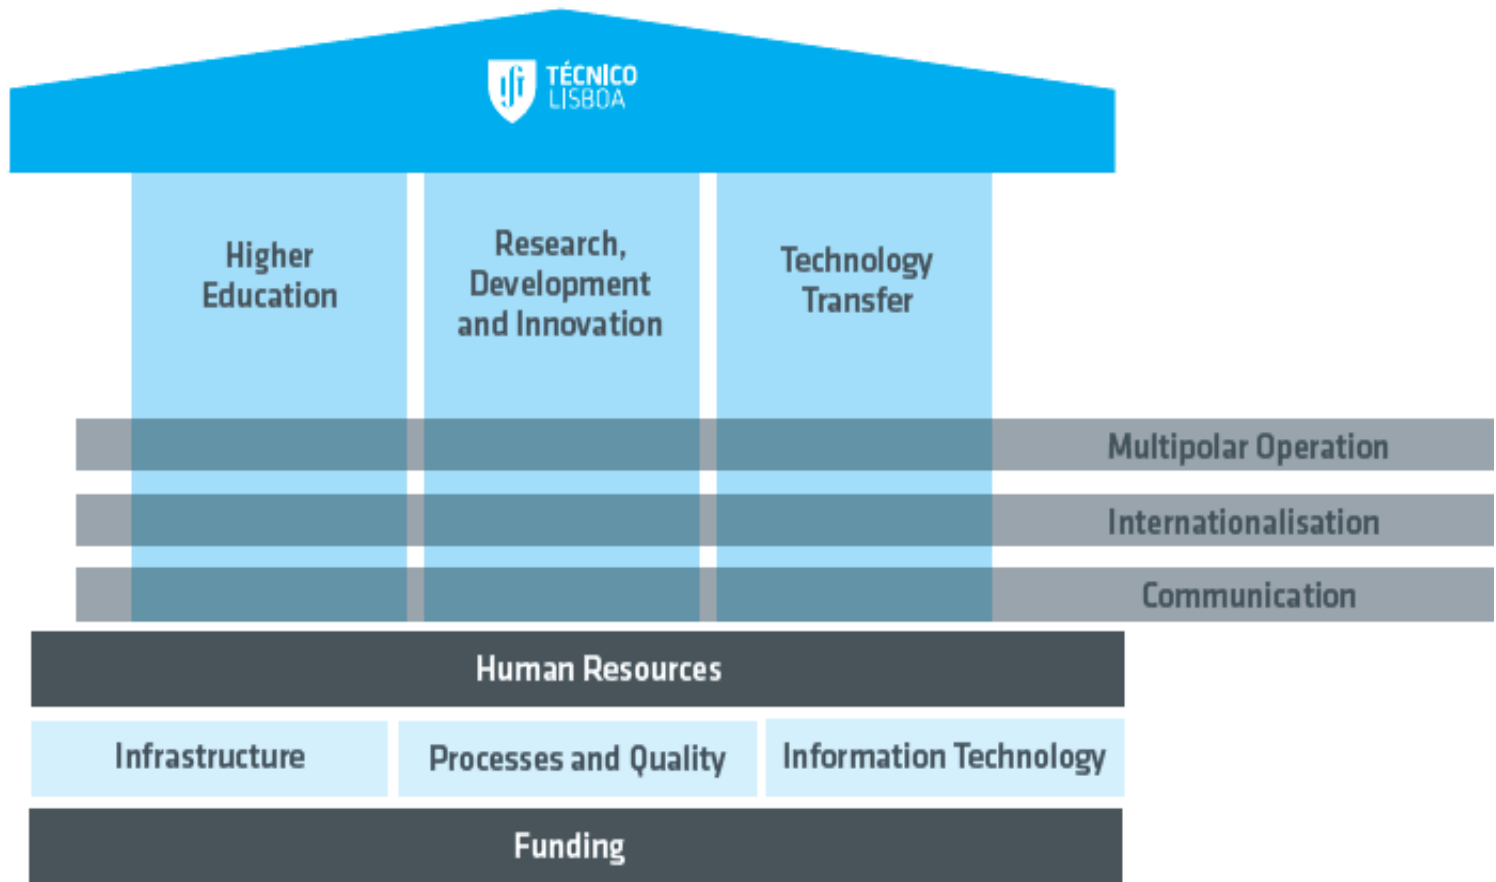 TÉCNICO
LISBOA
Higher
Education
Research,
Development
and Innovation
Technology
Transfer
Multipolar Operation
Internationalisation
Communication
Human Resources
Infrastructure
Processes and Quality
Information Technology
Funding